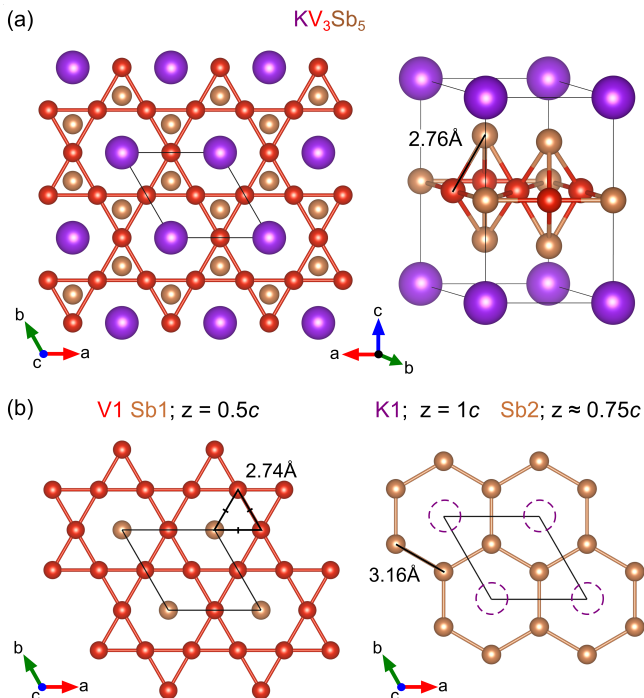 (a) KV₃Sb₅
2.76Å
b
c
a
c
a
b
(b) V1 Sb1; z = 0.5c K1; z = 1c Sb2; z ≈ 0.75c
2.74Å
3.16Å
b
c
a
b
c
a